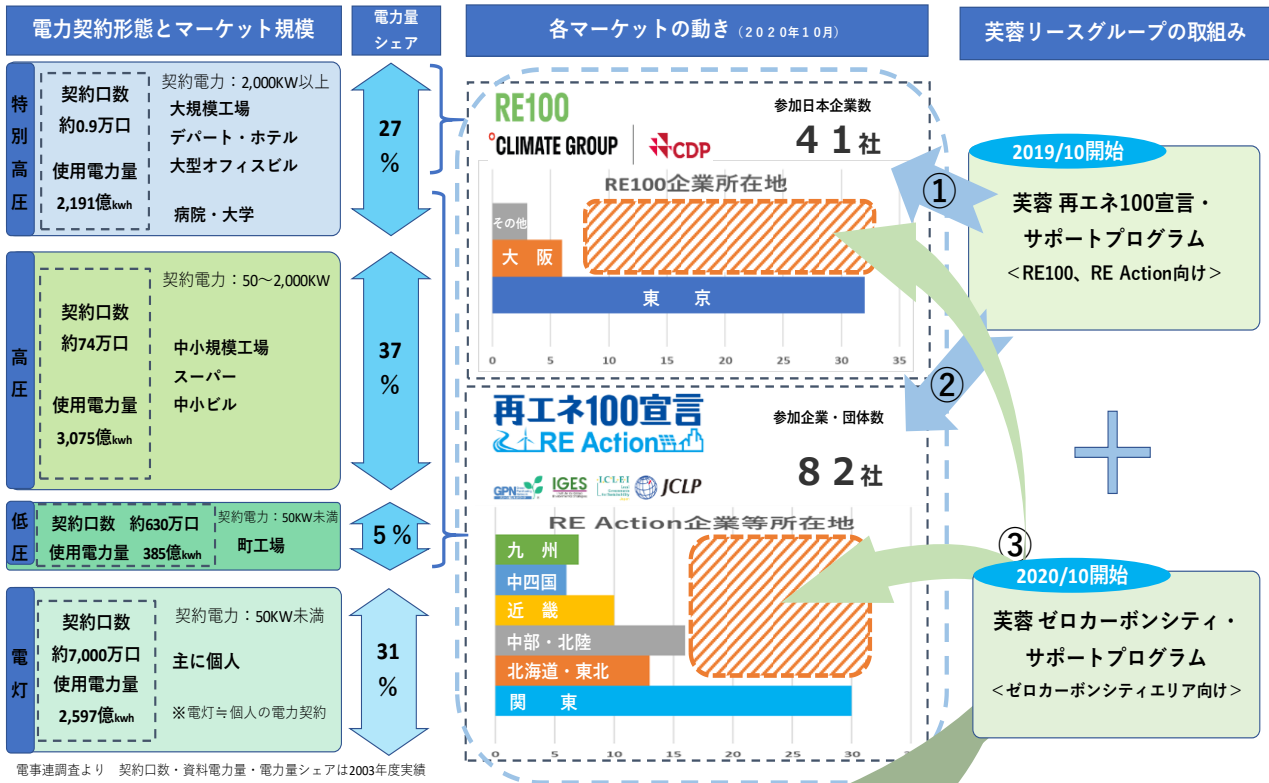 電力契約形態とマーケット規模
電力量
シェア
各マーケットの動き（2020年10月）
芙蓉リースグループの取組み
特別高圧
契約口数
約0.9万口
使用電力量
2,191億kwh
契約電力：2,000KW以上
大規模工場
デパート・ホテル
大型オフィスビル
病院・大学
27
%
高圧
契約口数
約74万口
使用電力量
3,075億kwh
契約電力：50～2,000KW
中小規模工場
スーパー
中小ビル
37
%
低圧
契約口数　約630万口
使用電力量　385億kwh
契約電力：50KW未満
町工場
5 %
電灯
契約口数
約7,000万口
使用電力量
2,597億kwh
契約電力：50KW未満
主に個人
※電灯≒個人の電力契約
31
%
電事連調査より　契約口数・資料電力量・電力量シェアは2003年度実績
RE100
°CLIMATE GROUP
CDP
参加日本企業数
４１社
RE100企業所在地
その他
大　阪
東　京
0 5 10 15 20 25 30 35
再エネ100宣言
RE Action
参加企業・団体数
８２社
GPN
IGES
ICLEI
JCLP
RE Action企業等所在地
九　州
中四国
近　畿
中部・北陸
北海道・東北
関　東
0 5 10 15 20 25 30
①
②
③
2019/10開始
芙蓉 再エネ100宣言・
サポートプログラム
＜RE100、RE Action向け＞
2020/10開始
芙蓉 ゼロカーボンシティ・
サポートプログラム
＜ゼロカーボンシティエリア向け＞